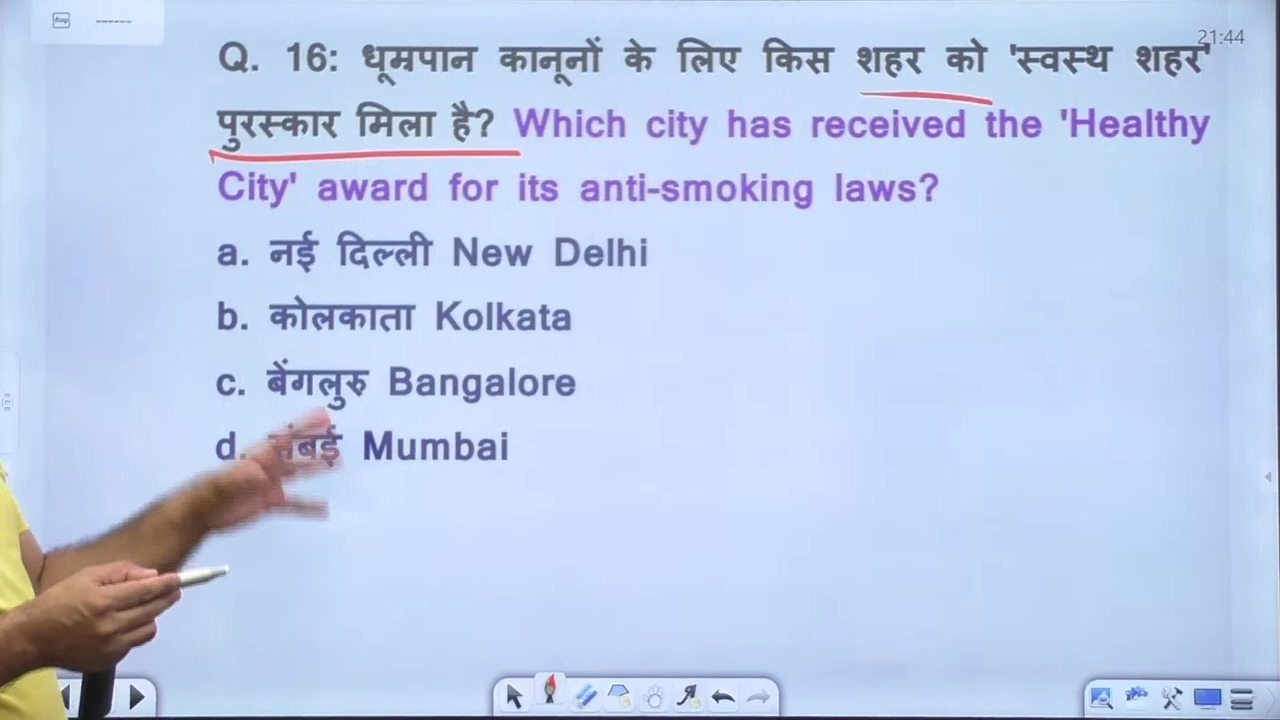 21:44
Q. 16: धूम्रपान कानूनों के लिए किस शहर को 'स्वस्थ शहर'
पुरस्कार मिला है? Which city has received the 'Healthy
City' award for its anti-smoking laws?
a. नई दिल्ली New Delhi
b. कोलकाता Kolkata
c. बेंगलुरु Bangalore
d. मुंबई Mumbai